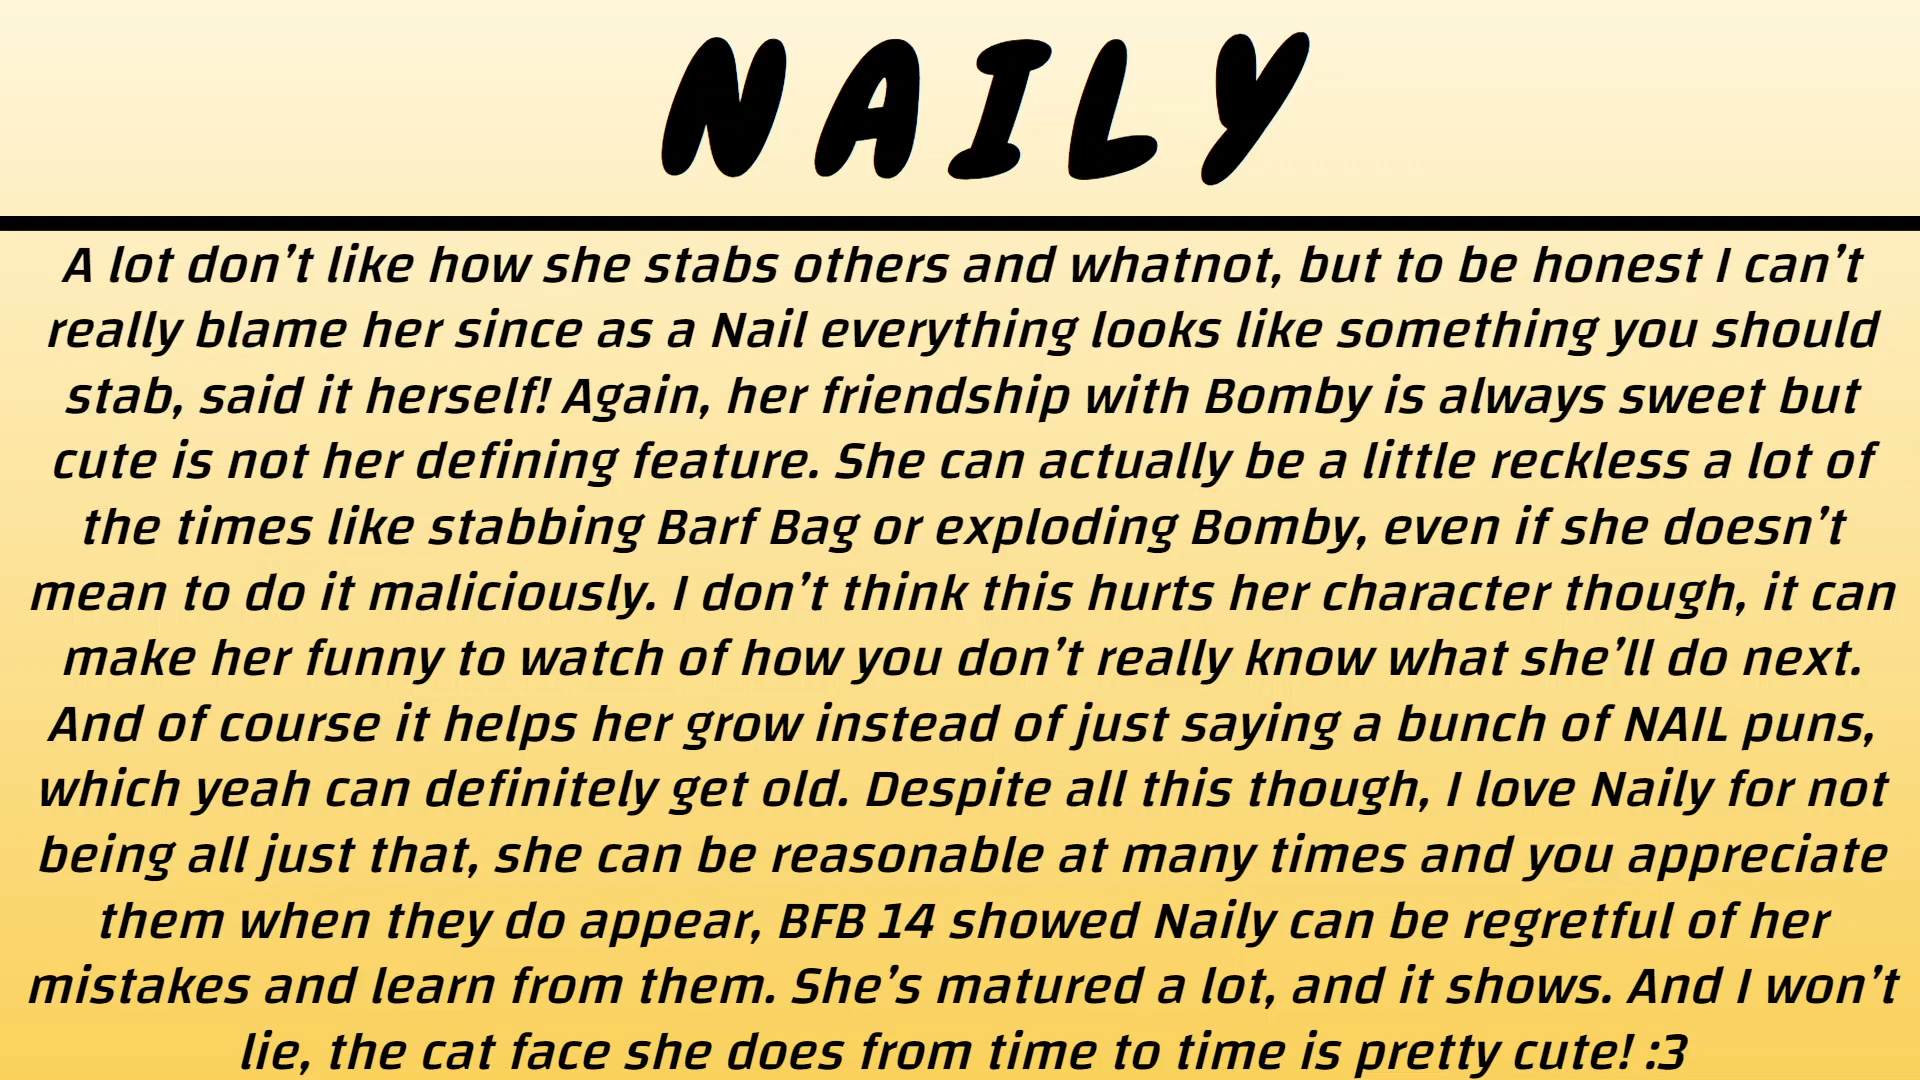 NAILY
A lot don’t like how she stabs others and whatnot, but to be honest I can’t
really blame her since as a Nail everything looks like something you should
stab, said it herself! Again, her friendship with Bomby is always sweet but
cute is not her defining feature. She can actually be a little reckless a lot of
the times like stabbing Barf Bag or exploding Bomby, even if she doesn’t
mean to do it maliciously. I don’t think this hurts her character though, it can
make her funny to watch of how you don’t really know what she’ll do next.
And of course it helps her grow instead of just saying a bunch of NAIL puns,
which yeah can definitely get old. Despite all this though, I love Naily for not
being all just that, she can be reasonable at many times and you appreciate
them when they do appear, BFB 14 showed Naily can be regretful of her
mistakes and learn from them. She’s matured a lot, and it shows. And I won’t
lie, the cat face she does from time to time is pretty cute! :3